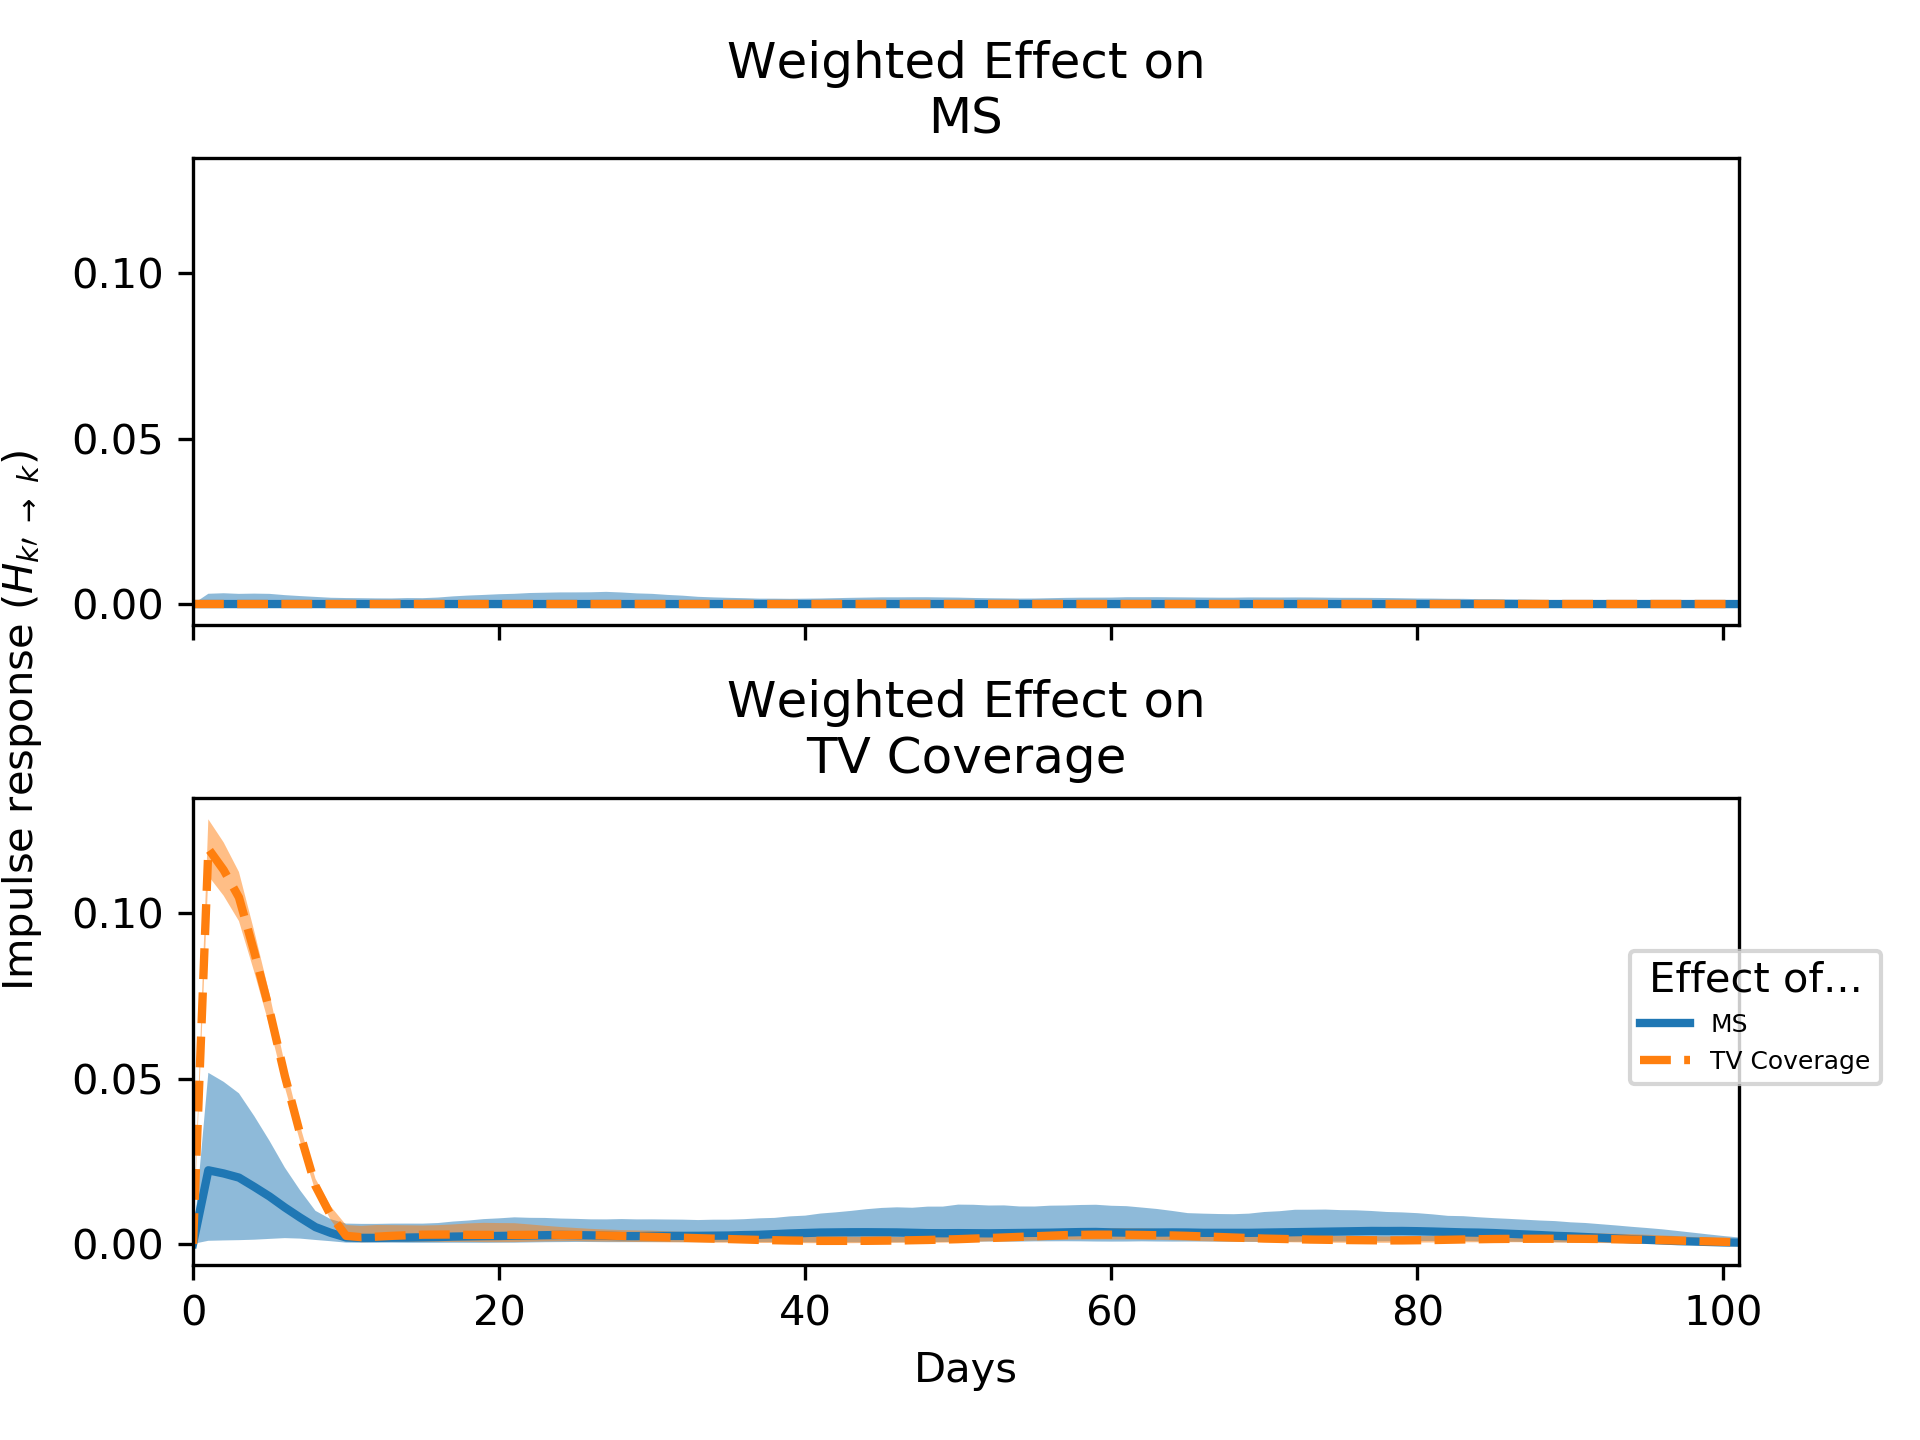 Weighted Effect on
MS
0.10
0.05
0.00
Impulse response (H_{k′ → k})
Weighted Effect on
TV Coverage
0.10
0.05
0.00
Effect of...
MS
TV Coverage
0 20 40 60 80 100
Days